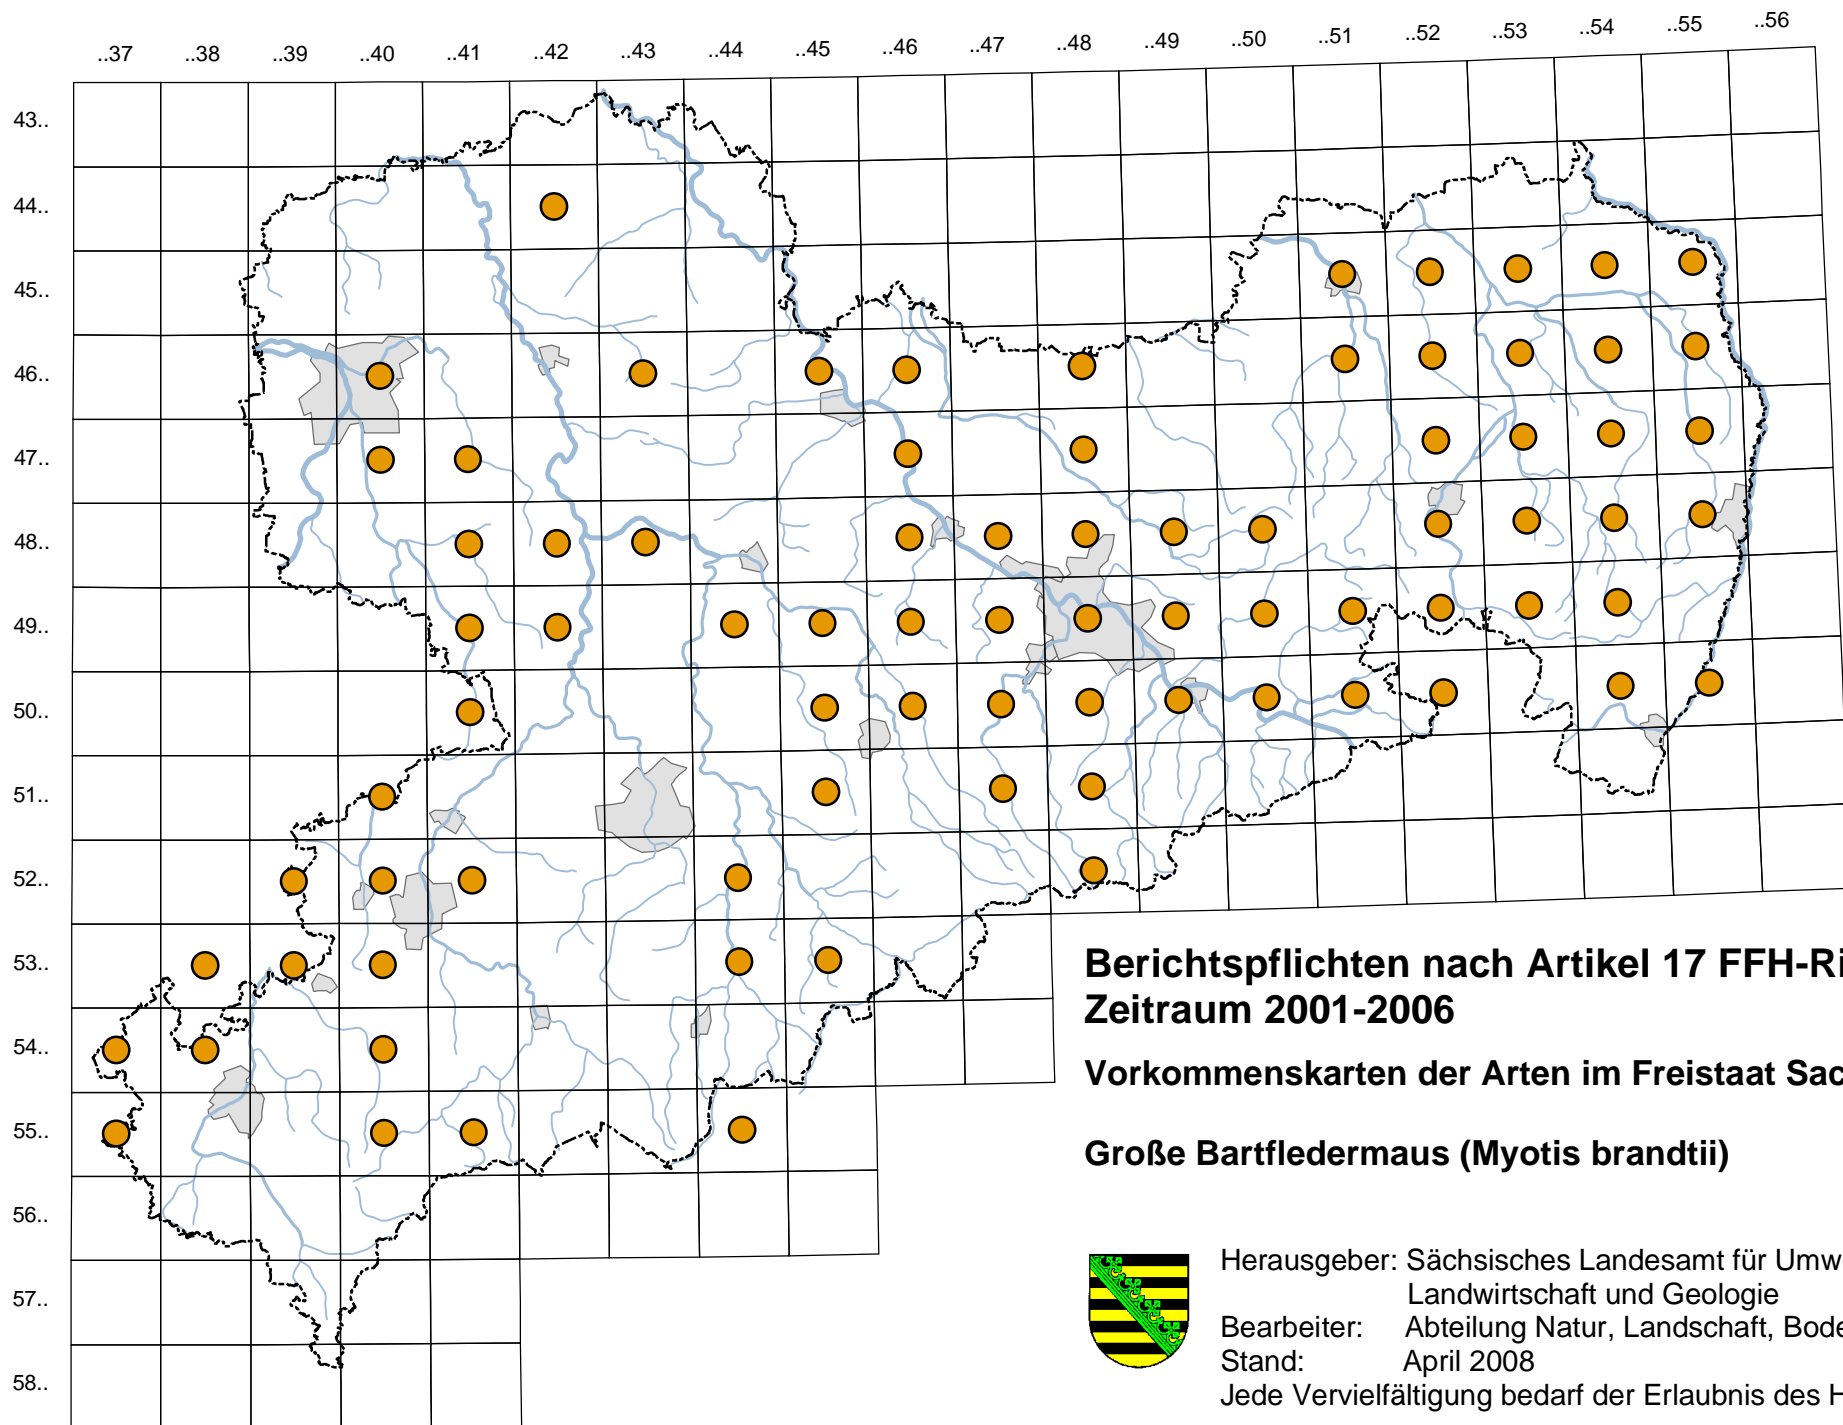 ..37 ..38 ..39 ..40 ..41 ..42 ..43 ..44 ..45 ..46 ..47 ..48 ..49 ..50 ..51 ..52 ..53 ..54 ..55 ..56
43..
44..
45..
46..
47..
48..
49..
50..
51..
52..
53..
54..
55..
56..
57..
58..
Berichtspflichten nach Artikel 17 FFH-Ri
Zeitraum 2001-2006
Vorkommenskarten der Arten im Freistaat Sac
Große Bartfledermaus (Myotis brandtii)
Herausgeber: Sächsisches Landesamt für Umw
Landwirtschaft und Geologie
Bearbeiter: Abteilung Natur, Landschaft, Bode
Stand: April 2008
Jede Vervielfältigung bedarf der Erlaubnis des H